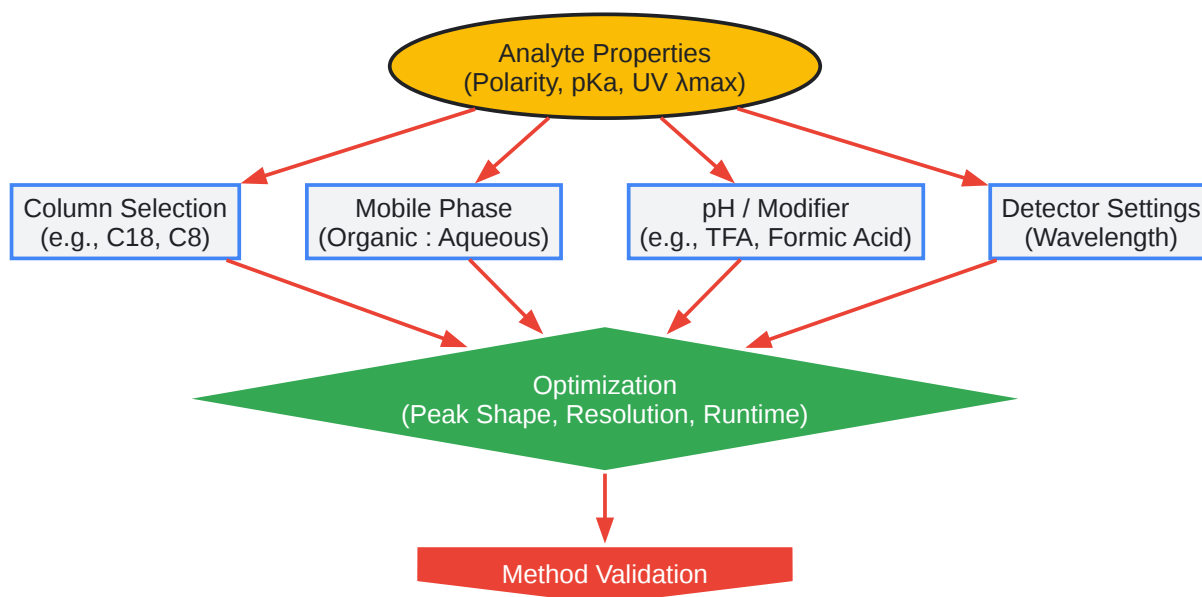 Analyte Properties
(Polarity, pKa, UV λmax)
Column Selection
(e.g., C18, C8)
Mobile Phase
(Organic : Aqueous)
pH / Modifier
(e.g., TFA, Formic Acid)
Detector Settings
(Wavelength)
Optimization
(Peak Shape, Resolution, Runtime)
Method Validation